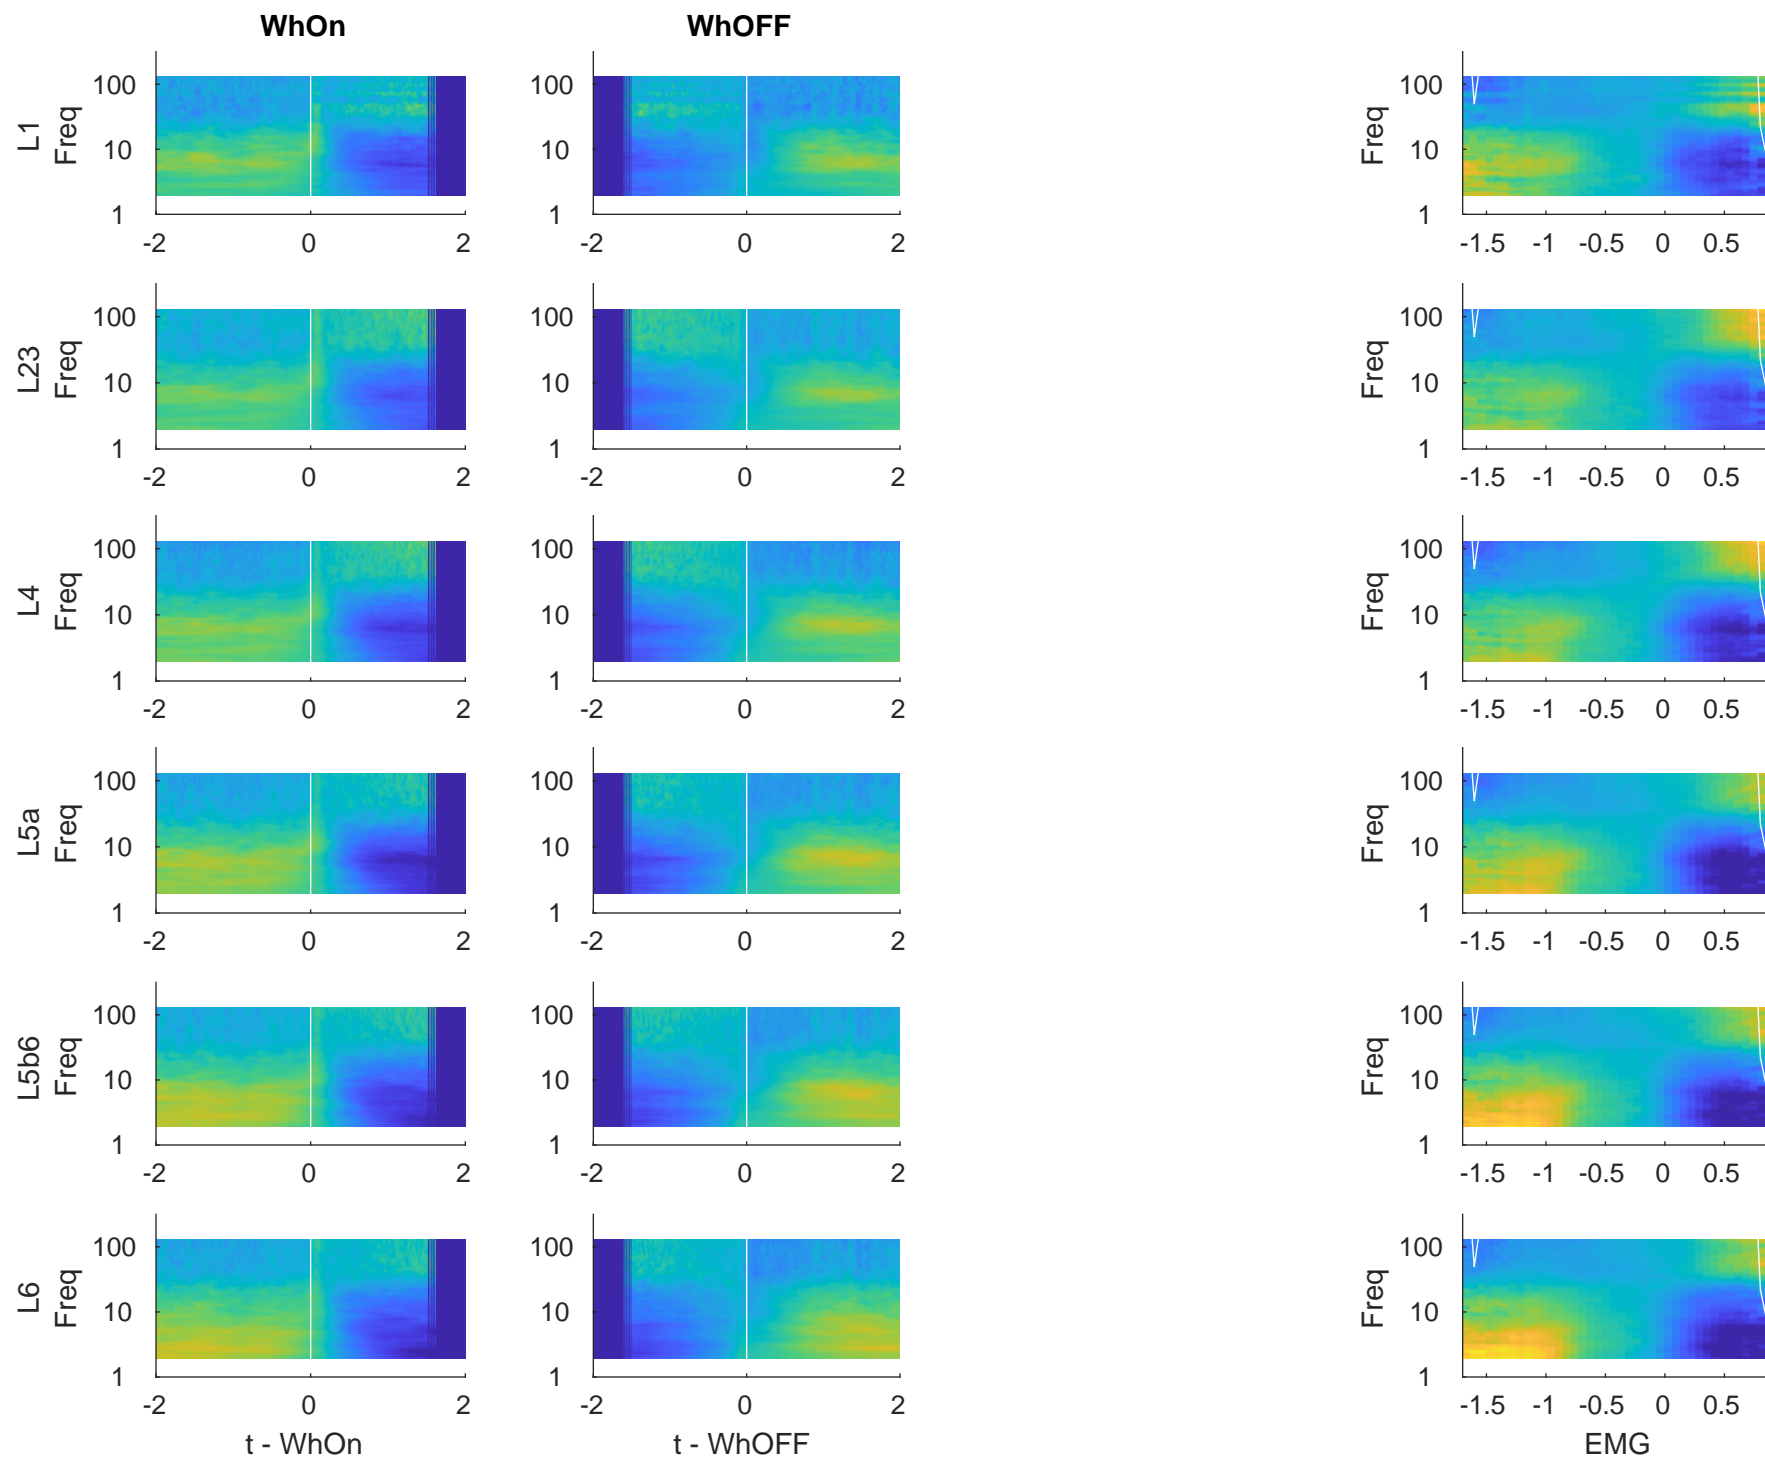 WhOn WhOFF
L1 Freq 100 10 1 -2 0 2
100 10 1 -2 0 2
Freq 100 10 1 -1.5 -1 -0.5 0 0.5
L23 Freq 100 10 1 -2 0 2
100 10 1 -2 0 2
Freq 100 10 1 -1.5 -1 -0.5 0 0.5
L4 Freq 100 10 1 -2 0 2
100 10 1 -2 0 2
Freq 100 10 1 -1.5 -1 -0.5 0 0.5
L5a Freq 100 10 1 -2 0 2
100 10 1 -2 0 2
Freq 100 10 1 -1.5 -1 -0.5 0 0.5
L5b6 Freq 100 10 1 -2 0 2
100 10 1 -2 0 2
Freq 100 10 1 -1.5 -1 -0.5 0 0.5
L6 Freq 100 10 1 -2 0 2
100 10 1 -2 0 2
Freq 100 10 1 -1.5 -1 -0.5 0 0.5
t - WhOn t - WhOFF EMG